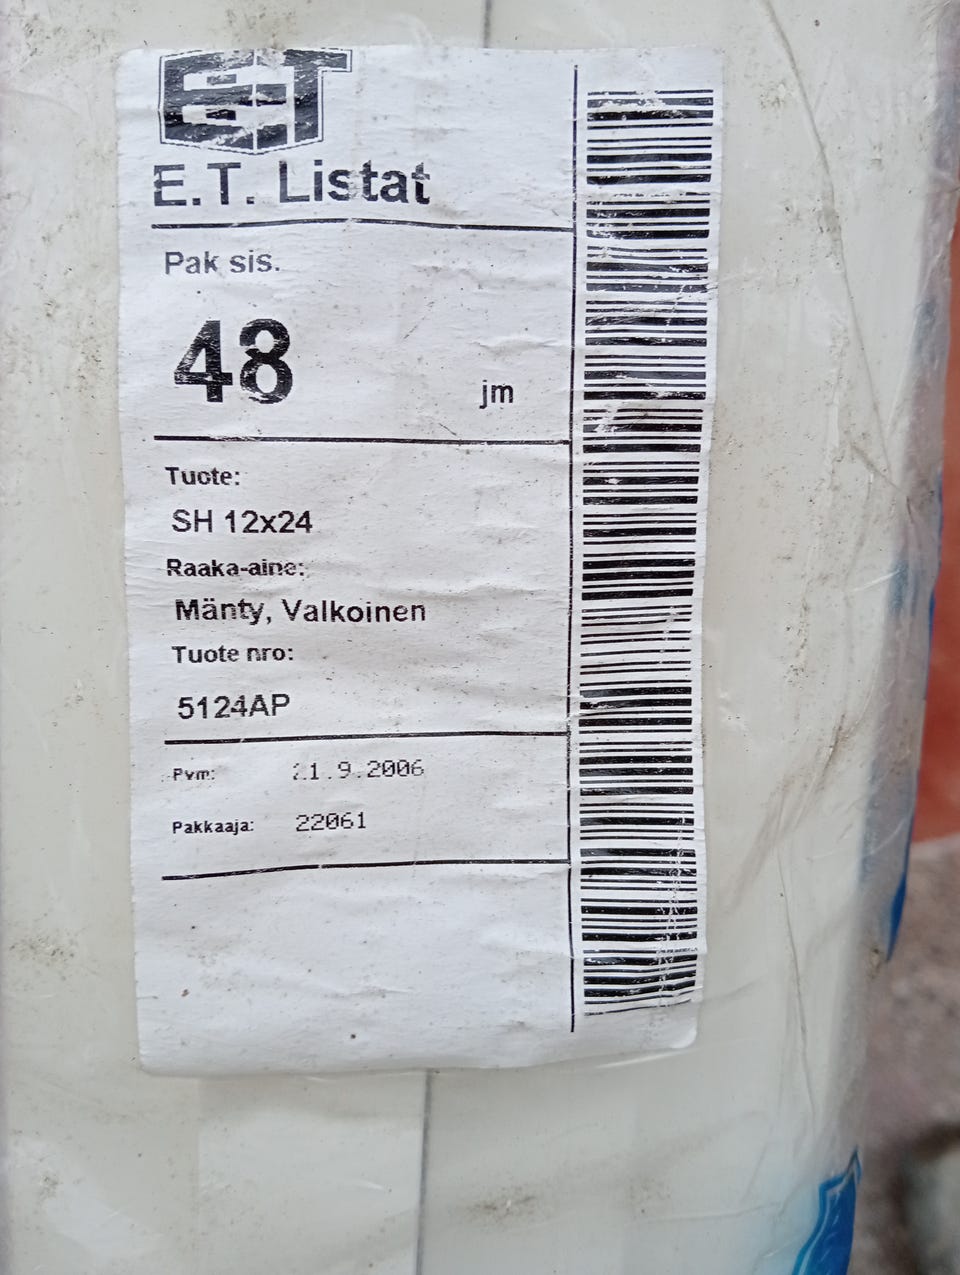 ET
E.T. Listat
Pak sis.
48 jm
Tuote:
SH 12x24
Raaka-aine:
Mänty, Valkoinen
Tuote nro:
5124AP
Pvm: 21.9.2006
Pakkaaja: 22061